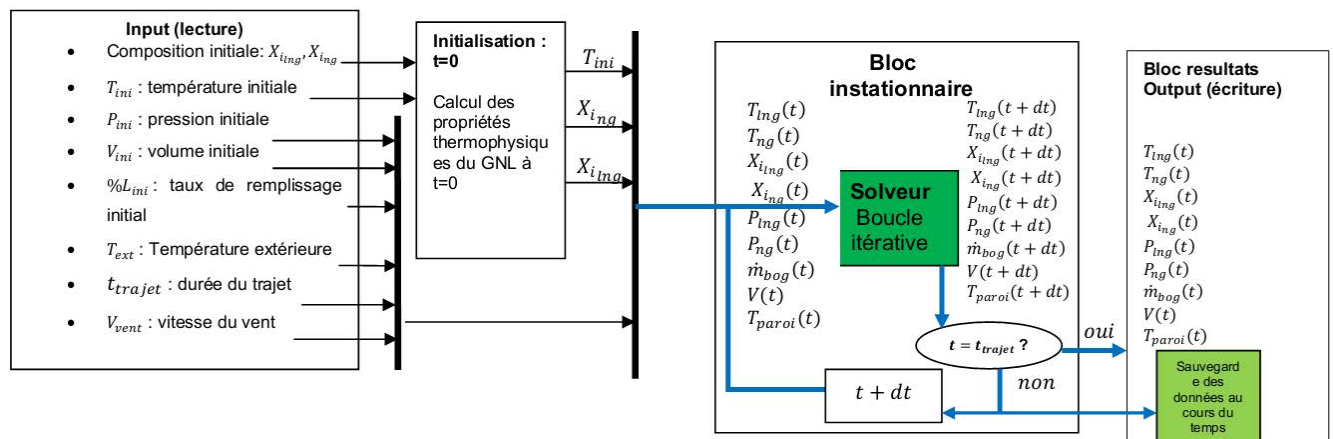 Input (lecture)
• Composition initiale: X_{i_{lng}}, X_{i_{ng}}
• T_{ini} : température initiale
• P_{ini} : pression initiale
• V_{ini} : volume initiale
• %L_{ini} : taux de remplissage
initial
• T_{ext} : Température extérieure
• t_{trajet} : durée du trajet
• V_{vent} : vitesse du vent
Initialisation :
t=0
Calcul des
propriétés
thermophysiqu
es du GNL à
t=0
T_{ini}
X_{i_{ng}}
X_{i_{lng}}
Bloc
instationnaire
T_{lng}(t)
T_{ng}(t)
X_{i_{lng}}(t)
X_{i_{ng}}(t)
P_{lng}(t)
P_{ng}(t)
ṁ_{bog}(t)
V(t)
T_{paroi}(t)
Solveur
Boucle
itérative
T_{lng}(t + dt)
T_{ng}(t + dt)
X_{i_{lng}}(t + dt)
X_{i_{ng}}(t + dt)
P_{lng}(t + dt)
P_{ng}(t + dt)
ṁ_{bog}(t + dt)
V(t + dt)
T_{paroi}(t + dt)
t = t_{trajet} ?
oui
non
t + dt
Bloc resultats
Output (écriture)
T_{lng}(t)
T_{ng}(t)
X_{i_{lng}}(t)
X_{i_{ng}}(t)
P_{lng}(t)
P_{ng}(t)
ṁ_{bog}(t)
V(t)
T_{paroi}(t)
Sauvegard
e des
données au
cours du
temps